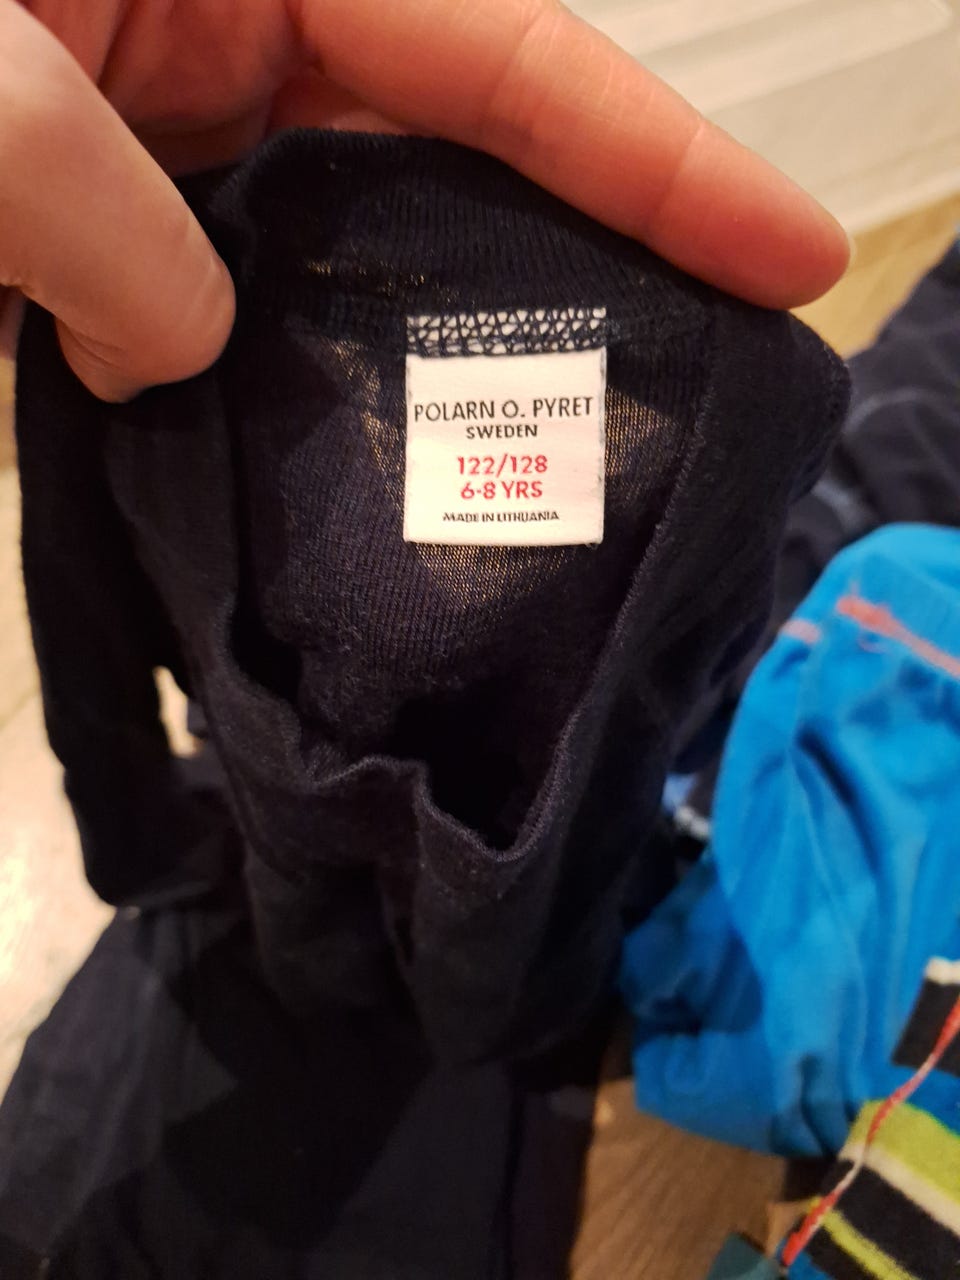 POLARN O. PYRET
SWEDEN
122/128
6-8 YRS
MADE IN LITHUANIA